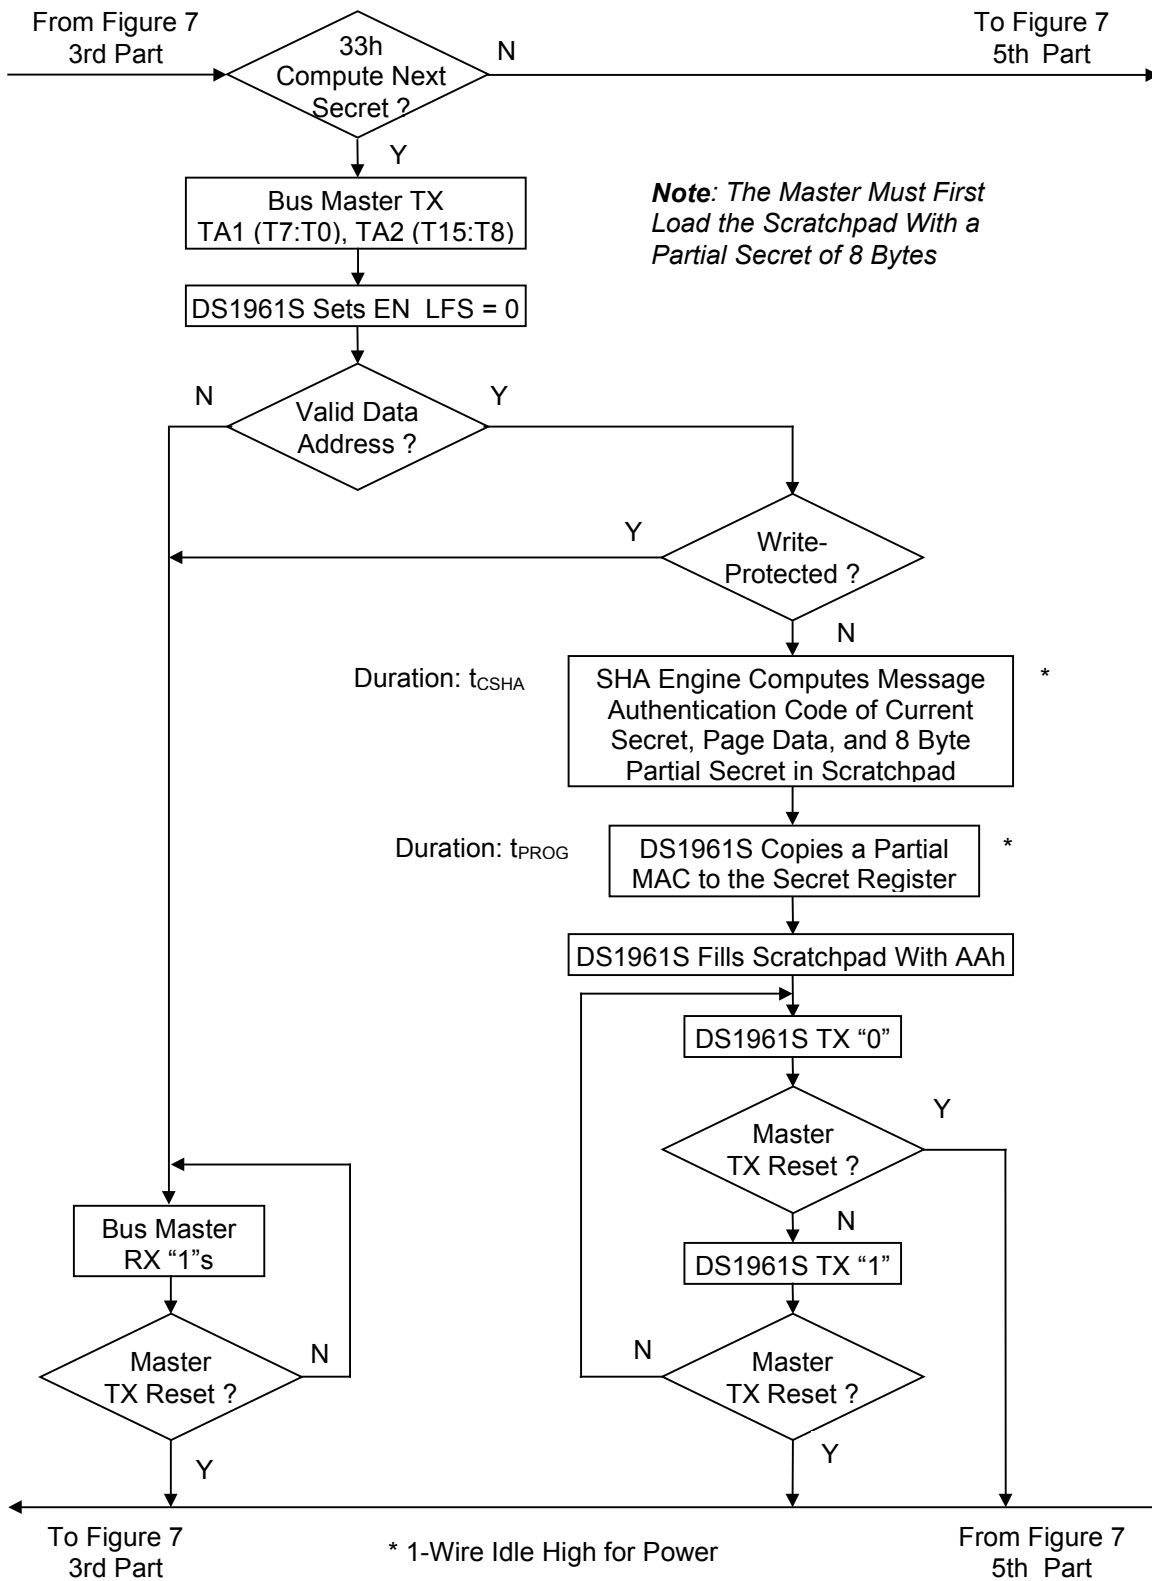 From Figure 7
3rd Part
33h
Compute Next
Secret ?
N
To Figure 7
5th Part
Y
Bus Master TX
TA1 (T7:T0), TA2 (T15:T8)
Note: The Master Must First
Load the Scratchpad With a
Partial Secret of 8 Bytes
DS1961S Sets EN LFS = 0
N
Valid Data
Address ?
Y
Y
Write-
Protected ?
N
Duration: tCSHA
SHA Engine Computes Message
Authentication Code of Current
Secret, Page Data, and 8 Byte
Partial Secret in Scratchpad
*
Duration: tPROG
DS1961S Copies a Partial
MAC to the Secret Register
*
DS1961S Fills Scratchpad With AAh
DS1961S TX “0”
Master
TX Reset ?
Y
N
DS1961S TX “1”
Bus Master
RX “1”s
Master
TX Reset ?
N
Y
N
Master
TX Reset ?
Y
To Figure 7
3rd Part
* 1-Wire Idle High for Power
From Figure 7
5th Part